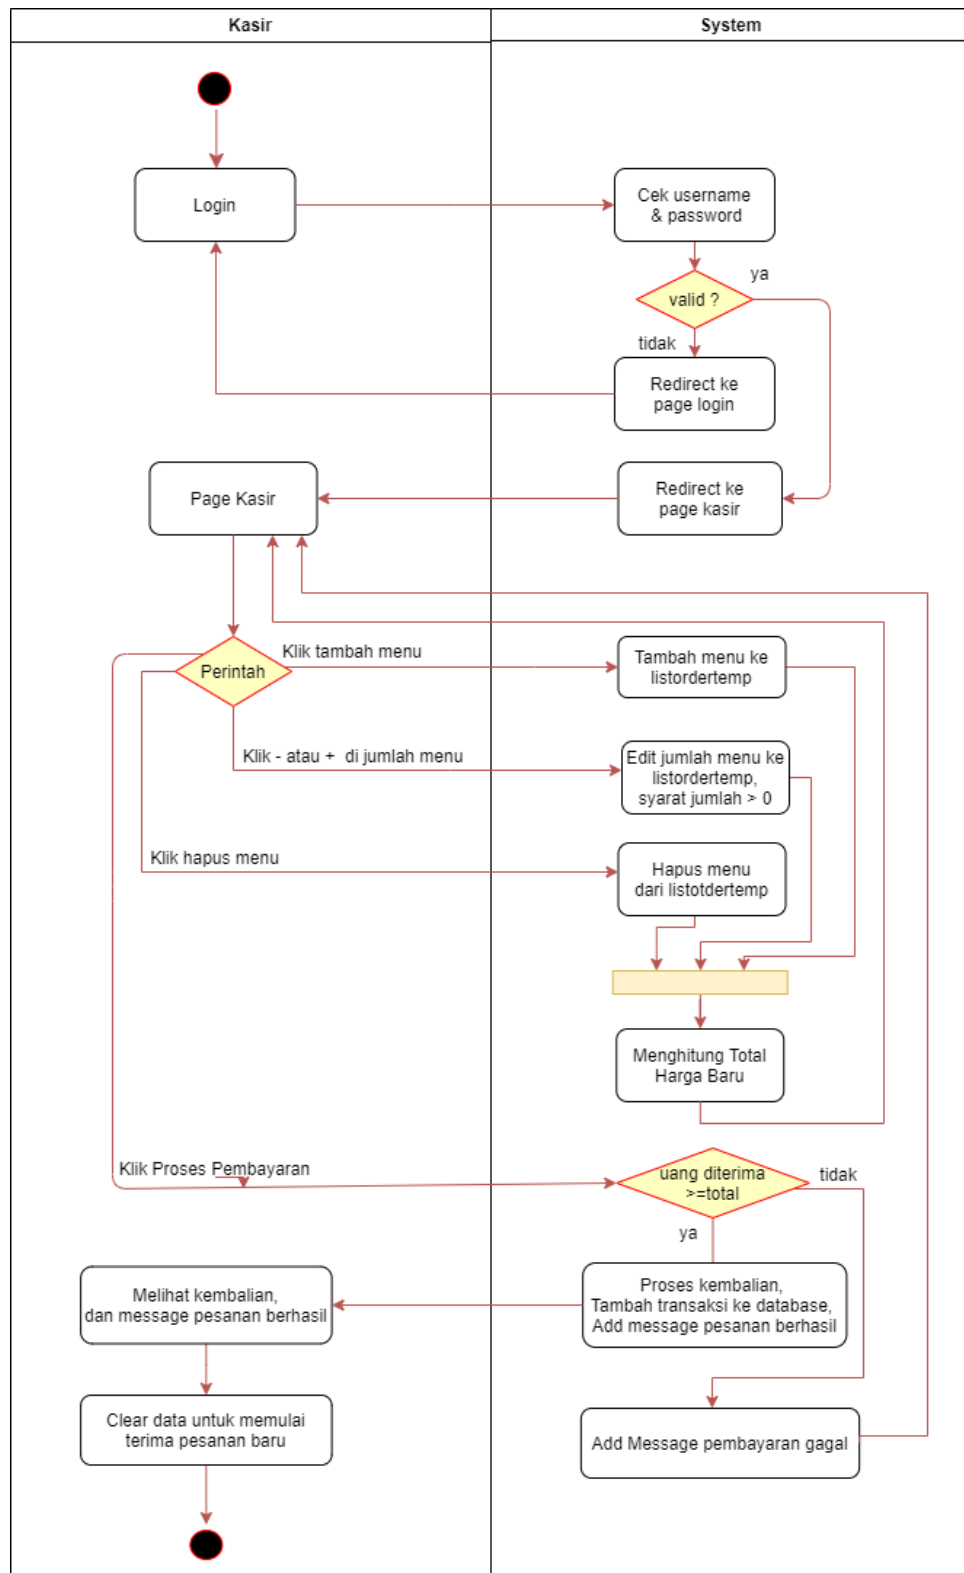 Kasir
System
Login
Cek username
& password
ya
valid ?
tidak
Redirect ke
page login
Page Kasir
Redirect ke
page kasir
Klik tambah menu
Perintah
Tambah menu ke
listordertemp
Klik - atau +  di jumlah menu
Edit jumlah menu ke
listordertemp,
syarat jumlah > 0
Klik hapus menu
Hapus menu
dari listotdertemp
Menghitung Total
Harga Baru
Klik Proses Pembayaran
uang diterima
>=total
tidak
ya
Melihat kembalian,
dan message pesanan berhasil
Proses kembalian,
Tambah transaksi ke database,
Add message pesanan berhasil
Clear data untuk memulai
terima pesanan baru
Add Message pembayaran gagal